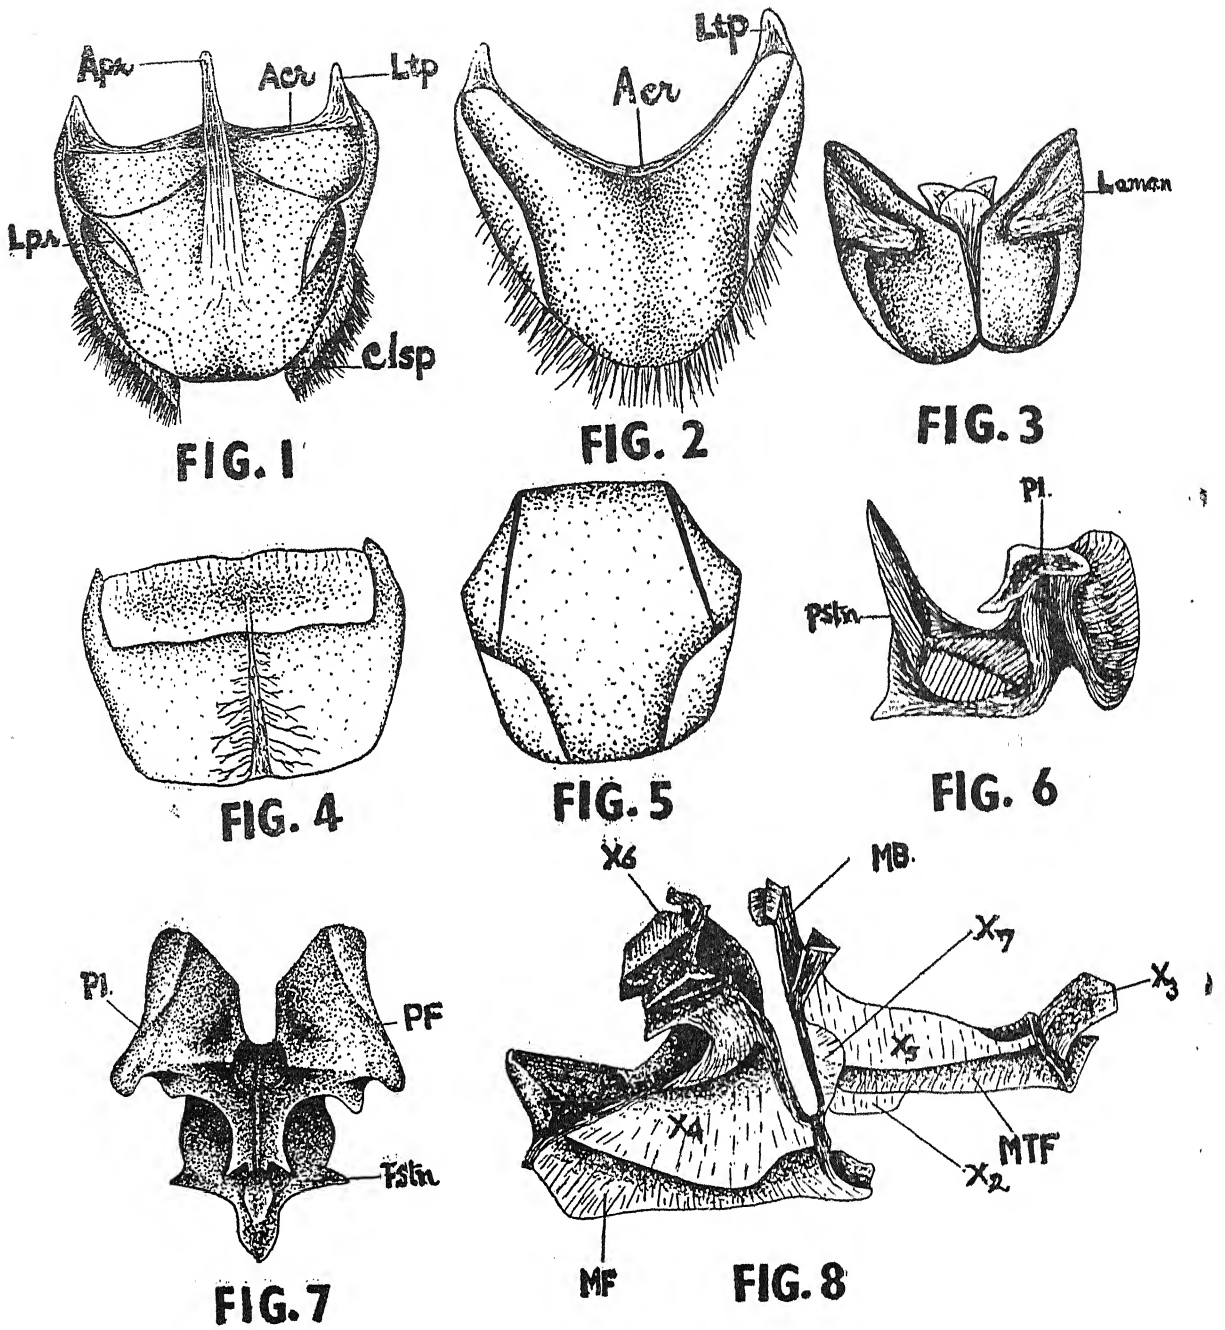 Apr
Acr
Ltp
Lpr
Clsp
FIG. 1
Ltp
Acr
FIG. 2
Laman
FIG. 3
FIG. 4
FIG. 5
Pl.
PStn
FIG. 6
Pl.
PF
FStn
FIG. 7
X6
MB.
X7
X3
X5
X4
MTF
X2
MF
FIG. 8